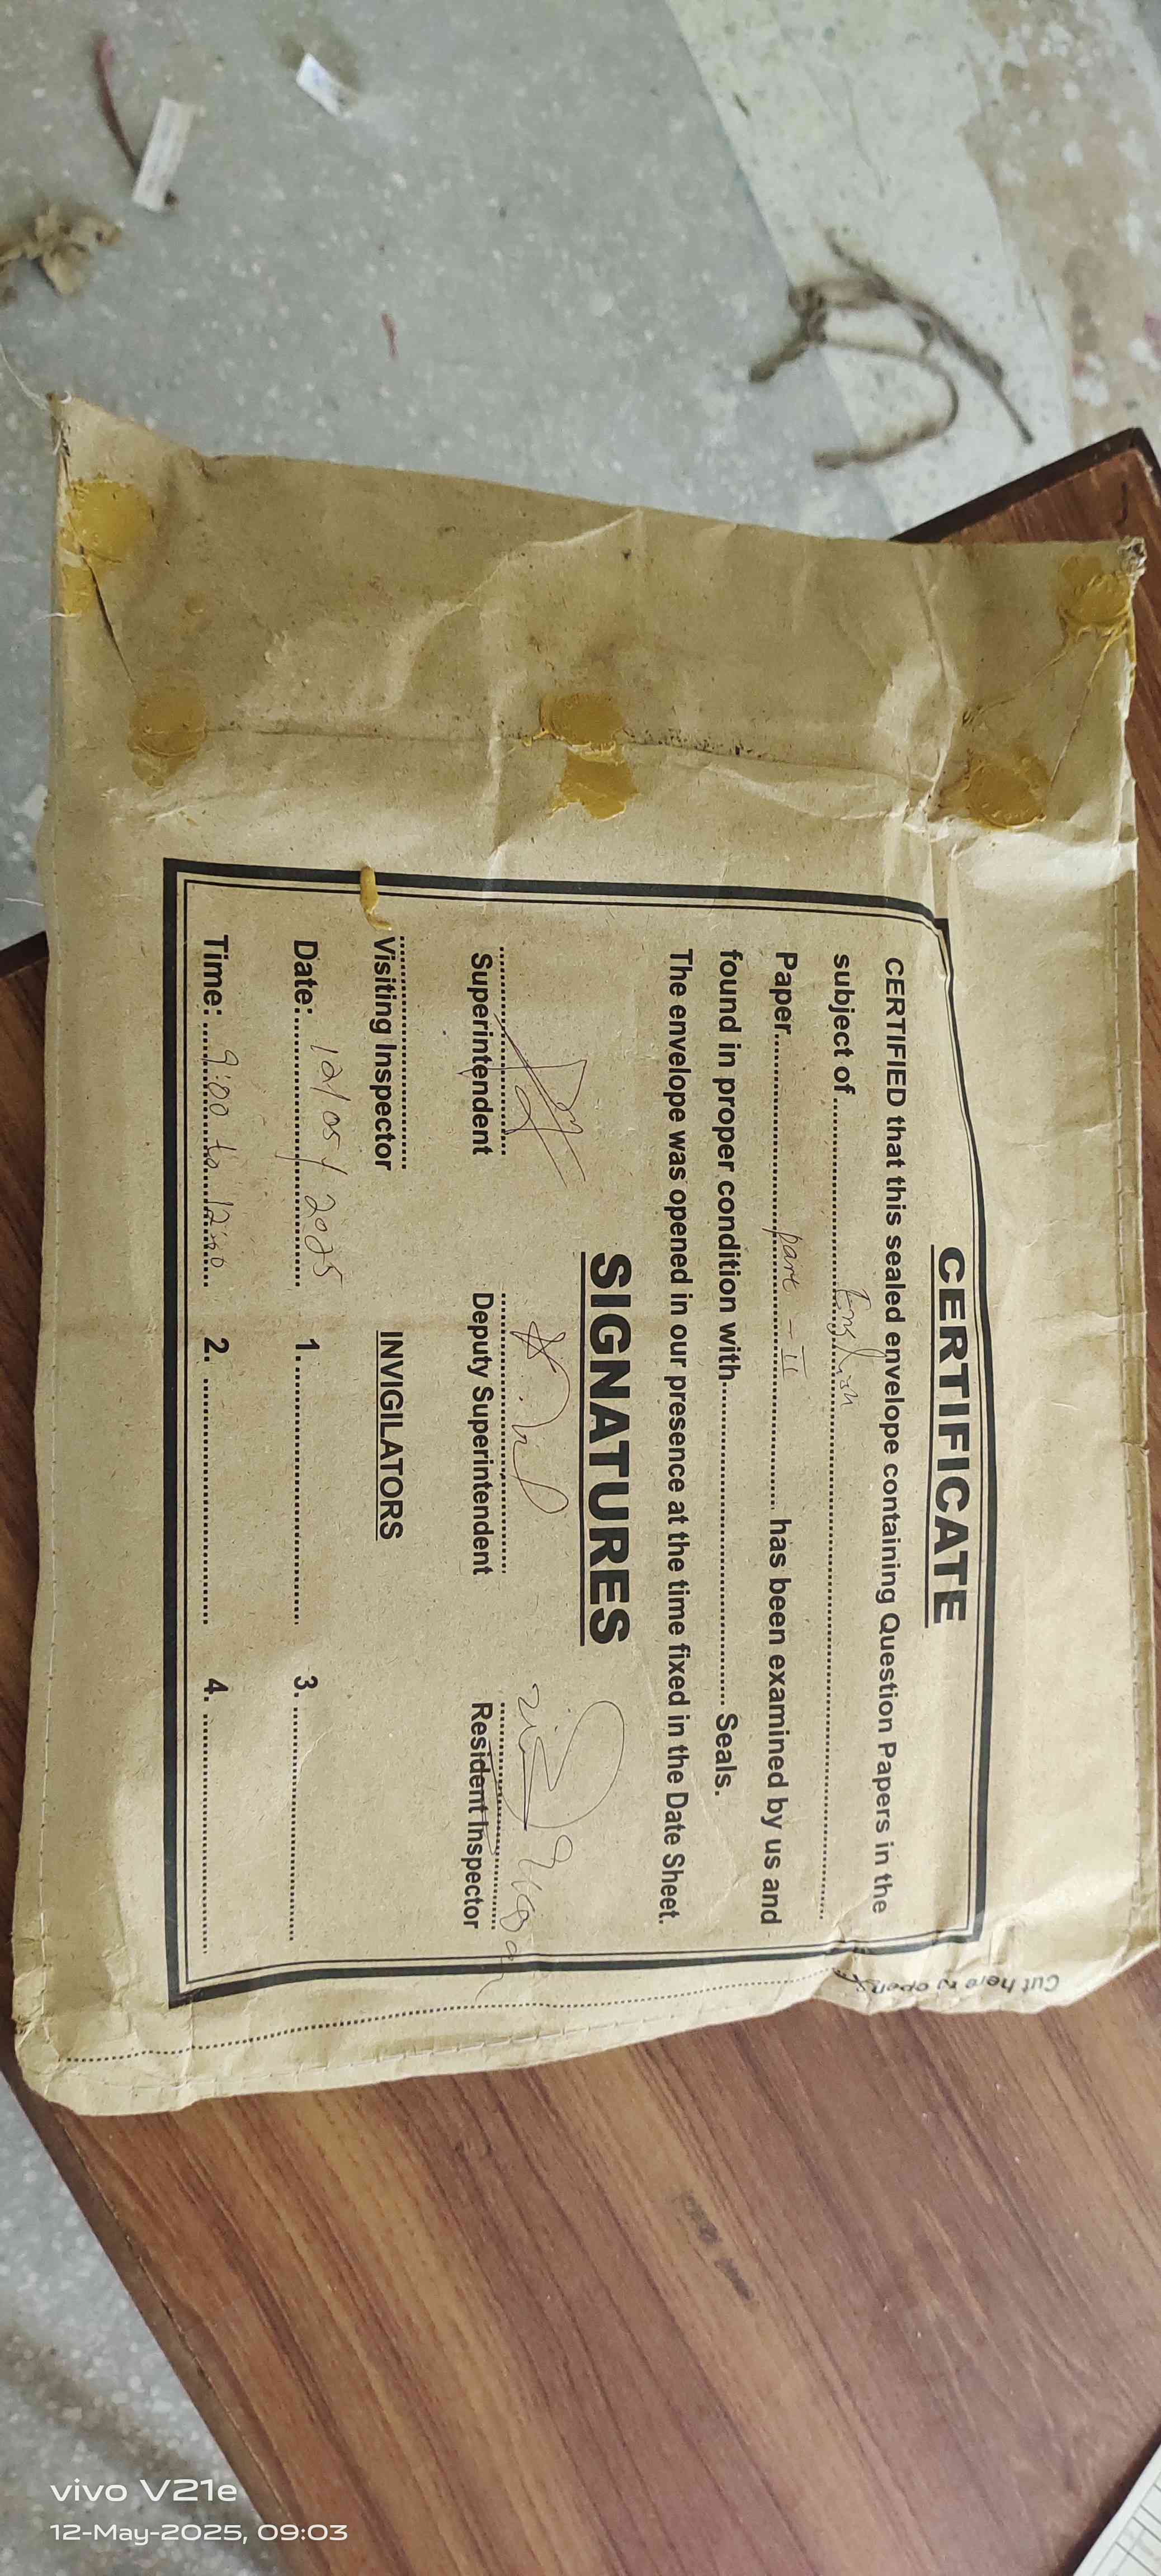 CERTIFICATE
CERTIFIED that this sealed envelope containing Question Papers in the
subject of .......... English ..........
Paper.......... part - II .......... has been examined by us and
found in proper condition with.......... Seals.
The envelope was opened in our presence at the time fixed in the Date Sheet.
SIGNATURES
Superintendent Deputy Superintendent Resident Inspector
Visiting Inspector INVIGILATORS
Date:.......... 12/05/2025 1. .......... 3. ..........
Time: .......... 9:00 to 12:00 2. .......... 4. ..........
Cut here to open
vivo V21e
12-May-2025, 09:03